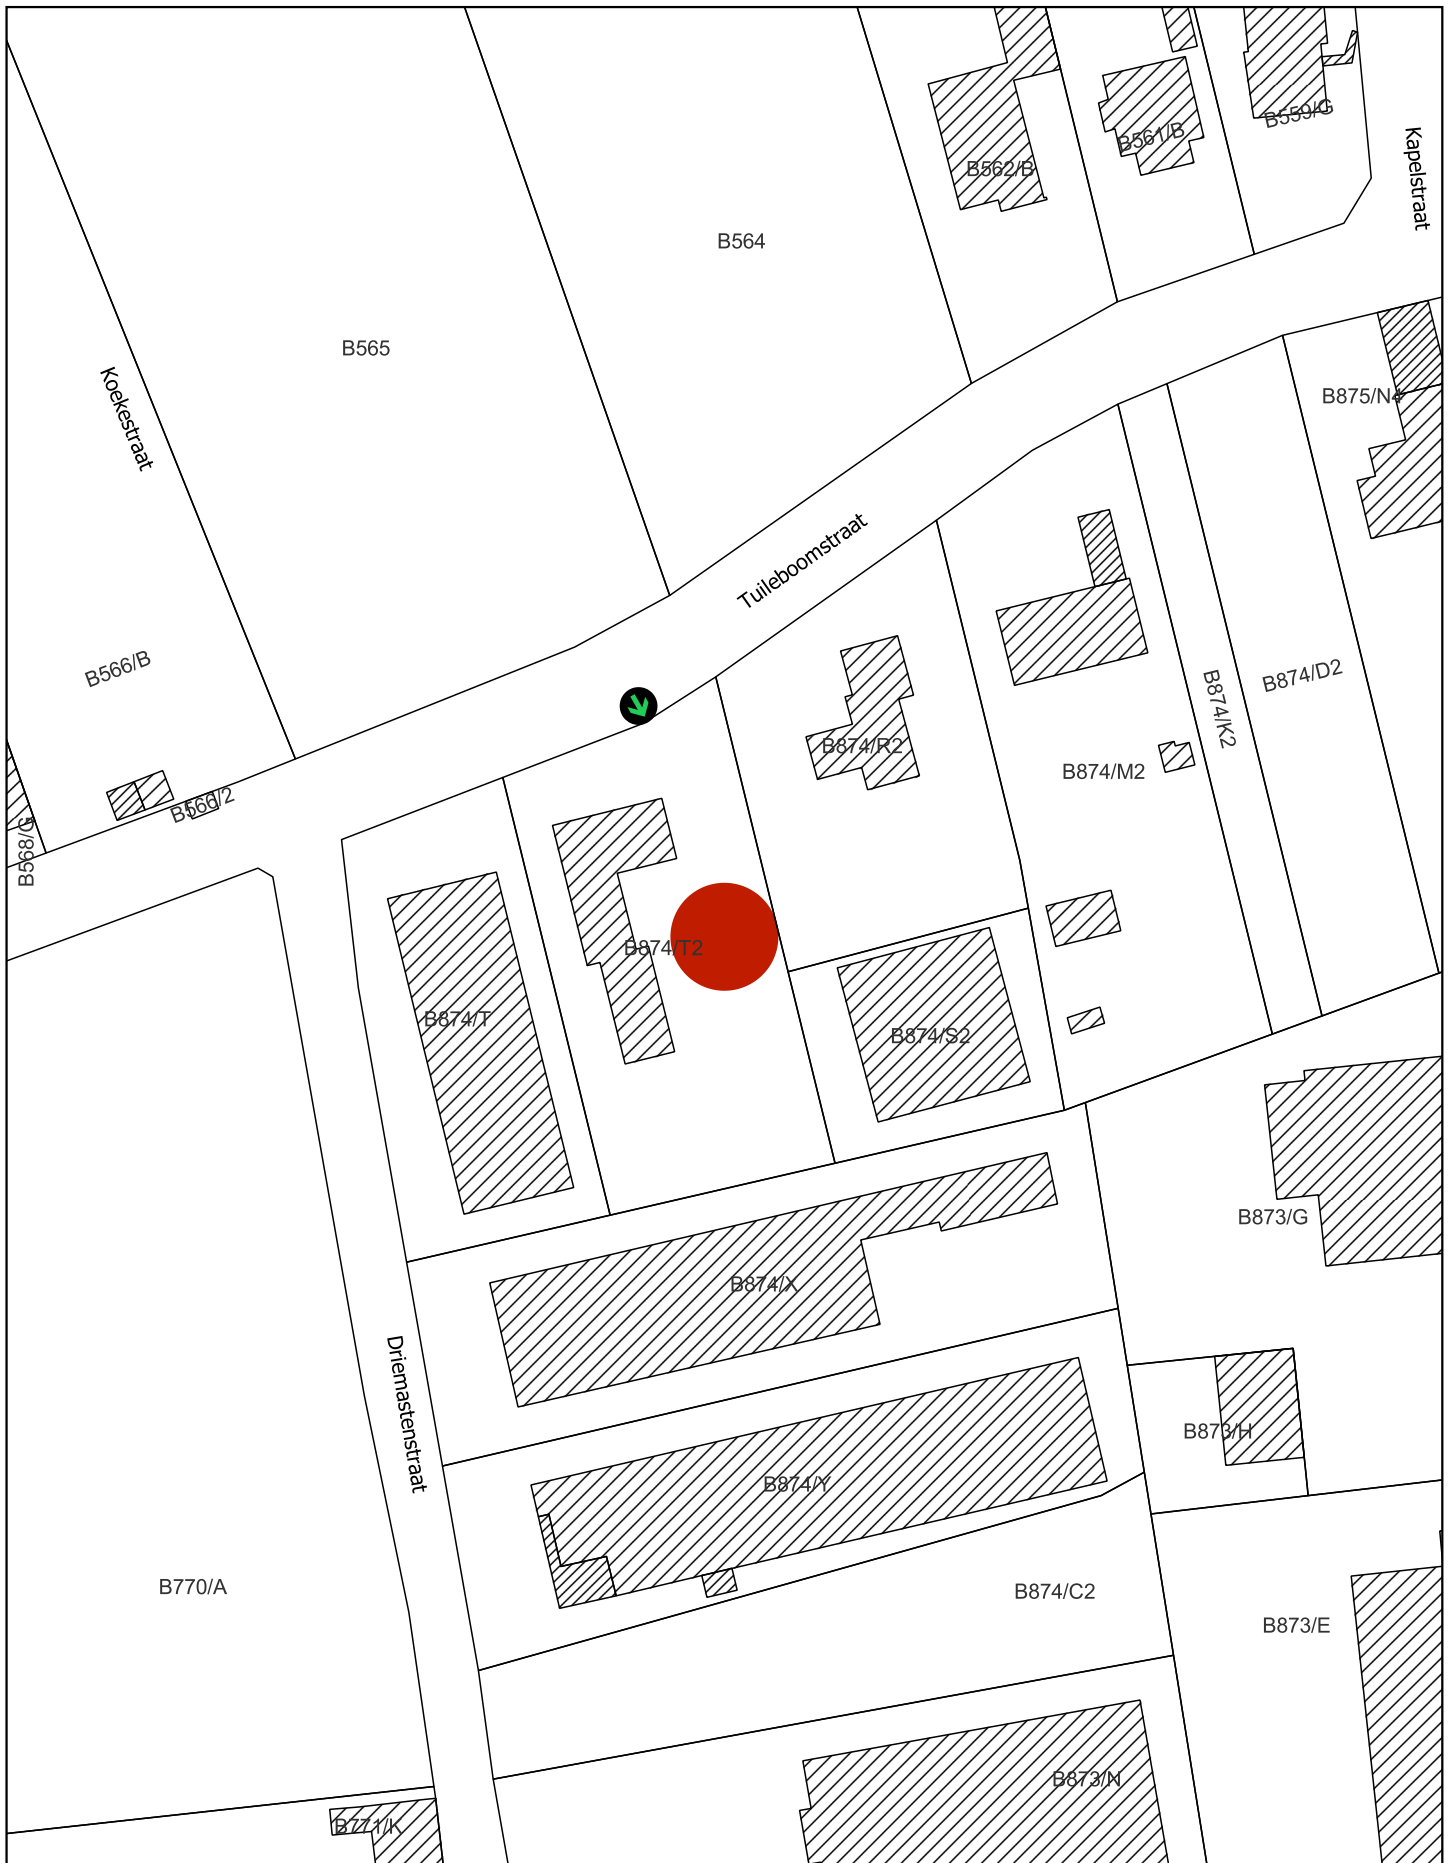 B559/G
Kapelstraat
B561/B
B562/B
B564
B565
B875/N4
Koekestraat
Tuileboomstraat
B566/B
B874/D2
B874/K2
B874/R2
B874/M2
B566/2
B568/G
B874/T2
B874/T
B874/S2
B873/G
B874/X
Driemastenstraat
B873/H
B874/Y
B770/A
B874/C2
B873/E
B873/N
B771/K